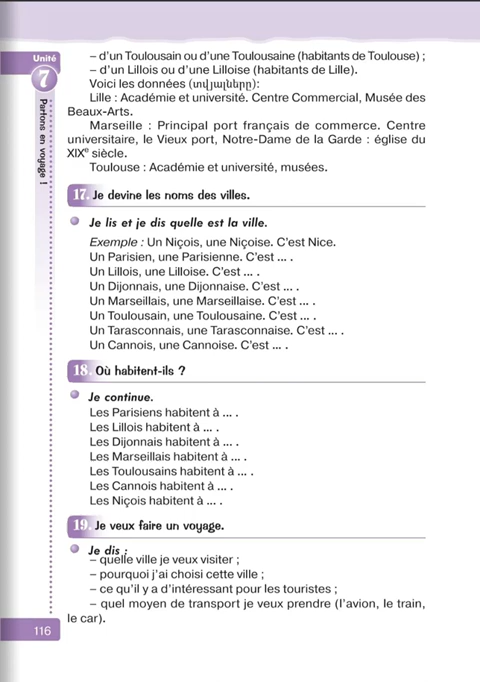 Unité
7
Partons en voyage !
– d'un Toulousain ou d'une Toulousaine (habitants de Toulouse) ;
– d'un Lillois ou d'une Lilloise (habitants de Lille).
Voici les données (տվյալները):
Lille : Académie et université. Centre Commercial, Musée des
Beaux-Arts.
Marseille : Principal port français de commerce. Centre
universitaire, le Vieux port, Notre-Dame de la Garde : église du
XIXᵉ siècle.
Toulouse : Académie et université, musées.
17. Je devine les noms des villes.
Je lis et je dis quelle est la ville.
Exemple : Un Niçois, une Niçoise. C'est Nice.
Un Parisien, une Parisienne. C'est ... .
Un Lillois, une Lilloise. C'est ... .
Un Dijonnais, une Dijonnaise. C'est ... .
Un Marseillais, une Marseillaise. C'est ... .
Un Toulousain, une Toulousaine. C'est ... .
Un Tarasconnais, une Tarasconnaise. C'est ... .
Un Cannois, une Cannoise. C'est ... .
18. Où habitent-ils ?
Je continue.
Les Parisiens habitent à ... .
Les Lillois habitent à ... .
Les Dijonnais habitent à ... .
Les Marseillais habitent à ... .
Les Toulousains habitent à ... .
Les Cannois habitent à ... .
Les Niçois habitent à ... .
19. Je veux faire un voyage.
Je dis :
– quelle ville je veux visiter ;
– pourquoi j'ai choisi cette ville ;
– ce qu'il y a d'intéressant pour les touristes ;
– quel moyen de transport je veux prendre (l'avion, le train,
le car).
116